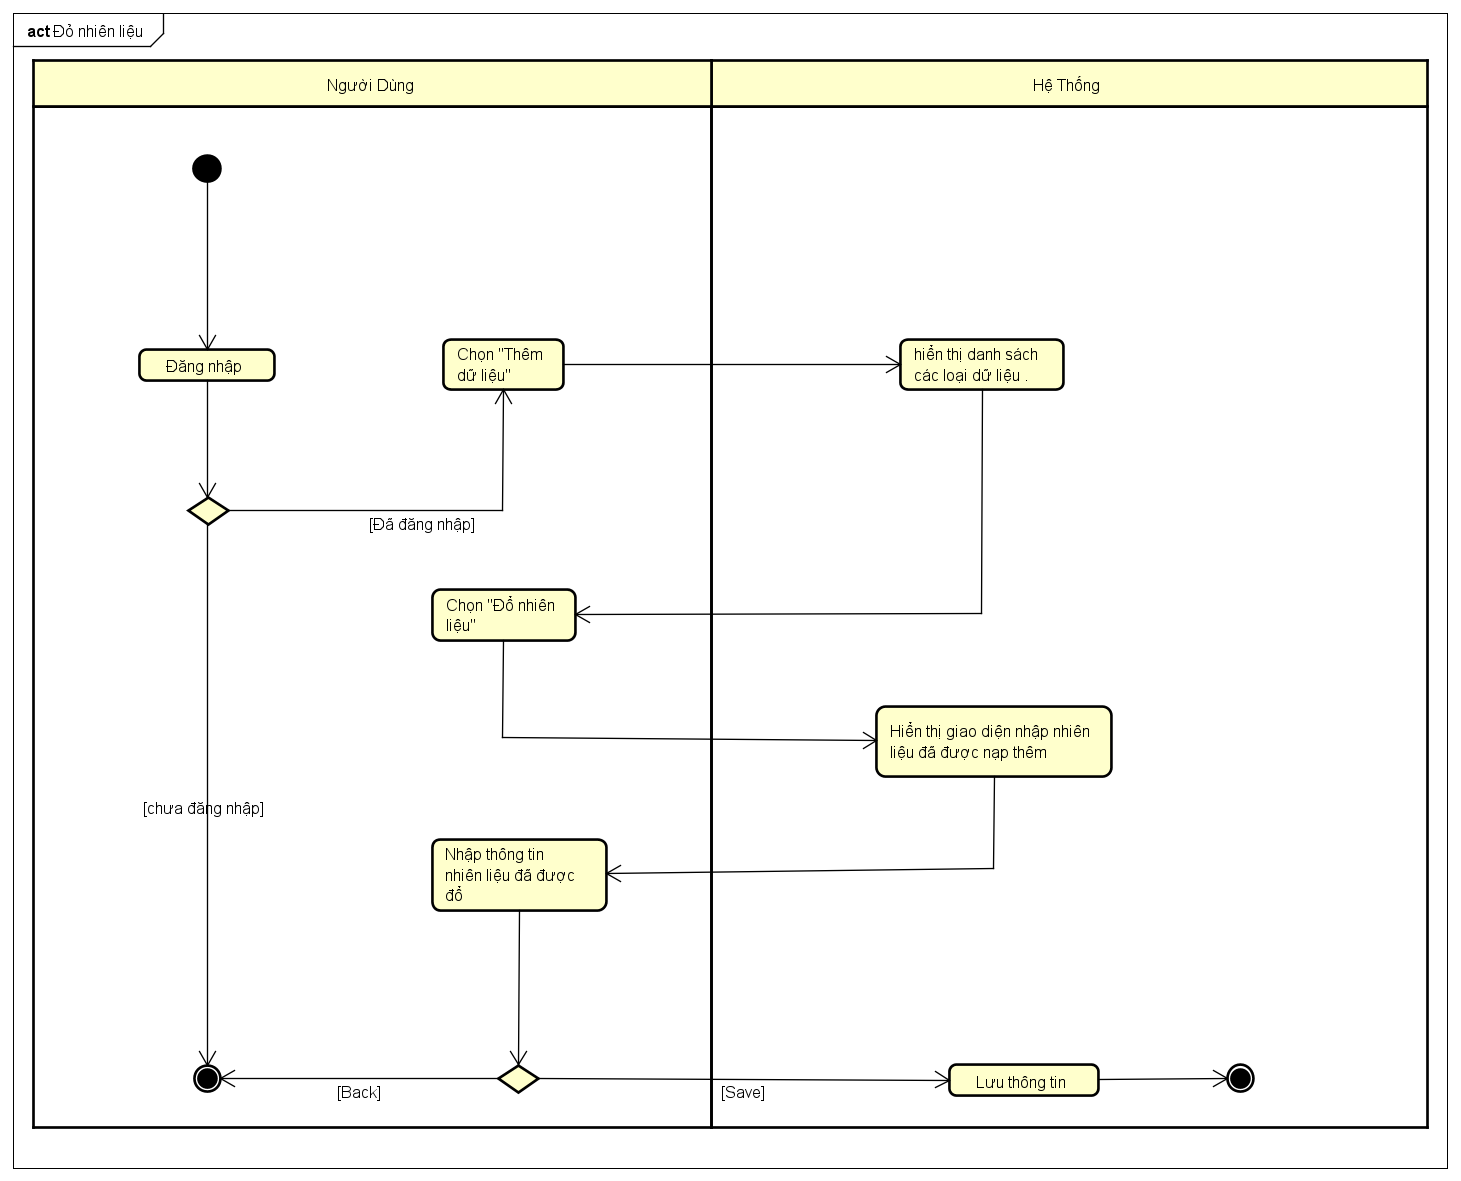 act Đỏ nhiên liệu
Người Dùng
Hệ Thống
Đăng nhập
Chọn "Thêm
dữ liệu"
hiển thị danh sách
các loại dữ liệu .
[Đã đăng nhập]
Chọn "Đổ nhiên
liệu"
Hiển thị giao diện nhập nhiên
liệu đã được nạp thêm
[chưa đăng nhập]
Nhập thông tin
nhiên liệu đã được
đổ
[Back]
[Save]
Lưu thông tin